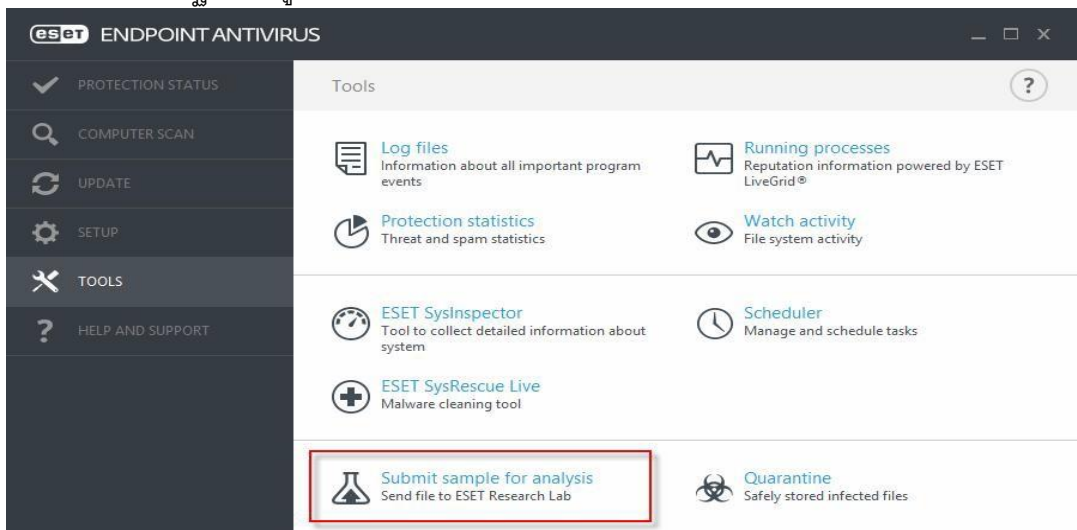 eset ENDPOINT ANTIVIRUS
PROTECTION STATUS
COMPUTER SCAN
UPDATE
SETUP
TOOLS
HELP AND SUPPORT
Tools
?
Log files
Information about all important program
events
Running processes
Reputation information powered by ESET
LiveGrid®
Protection statistics
Threat and spam statistics
Watch activity
File system activity
ESET SysInspector
Tool to collect detailed information about
system
Scheduler
Manage and schedule tasks
ESET SysRescue Live
Malware cleaning tool
Submit sample for analysis
Send file to ESET Research Lab
Quarantine
Safely stored infected files